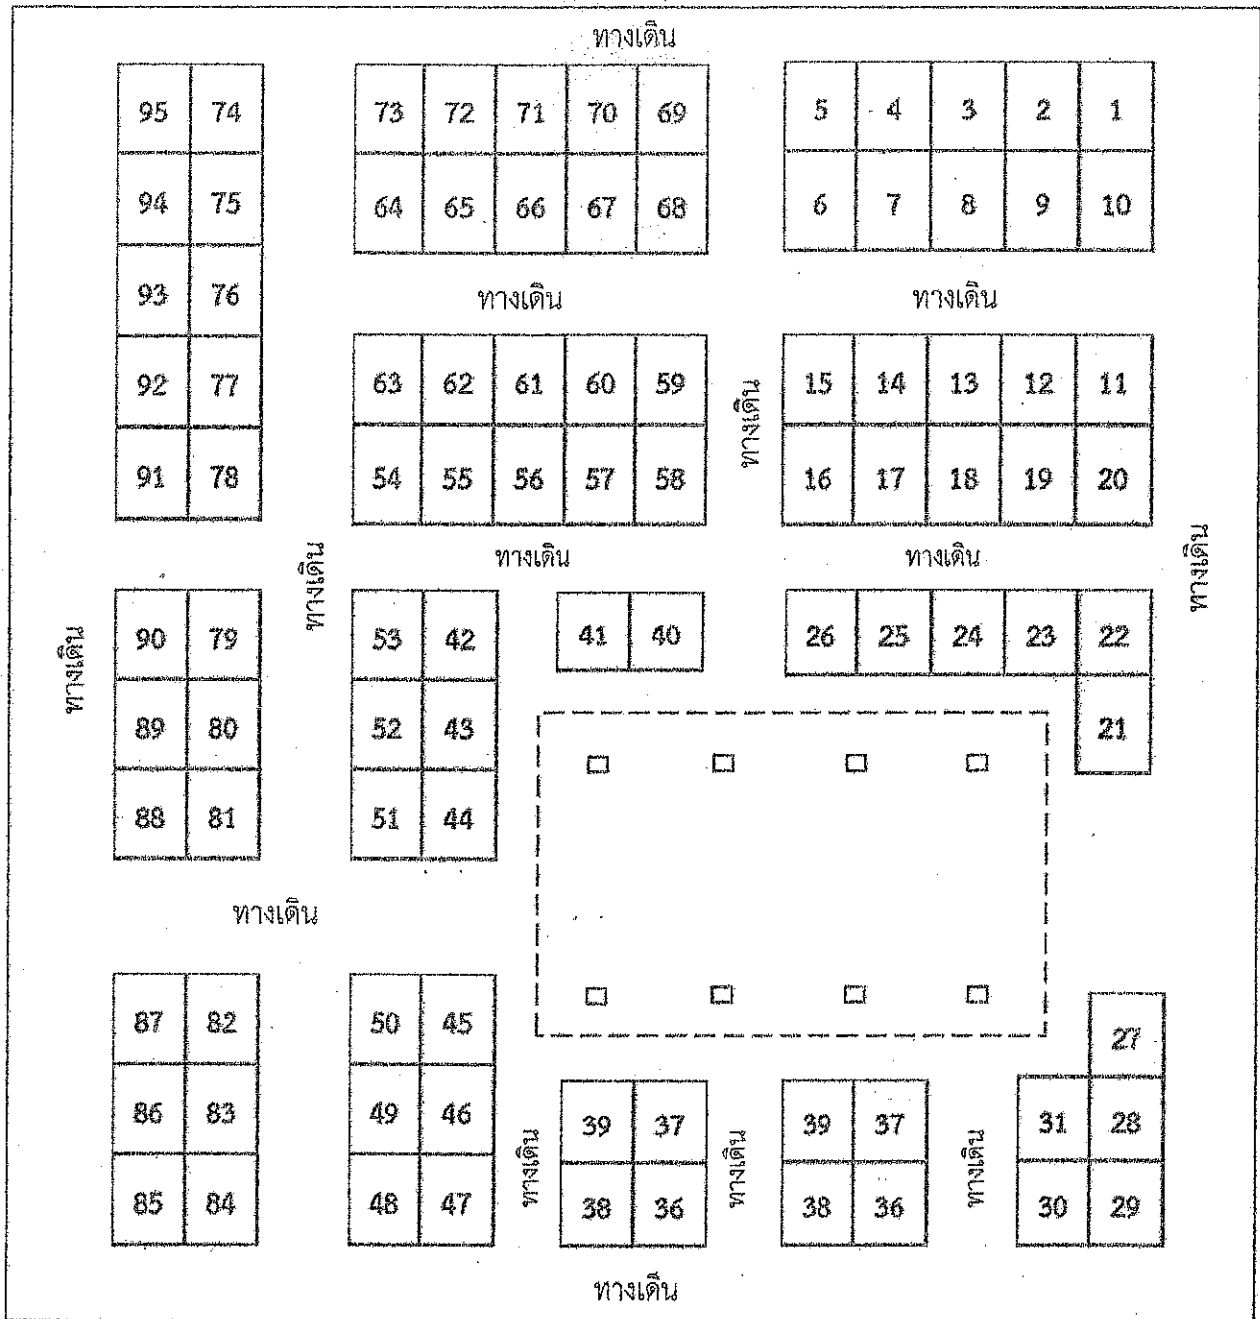 ทางเดิน
95 74 73 72 71 70 69 5 4 3 2 1
94 75 64 65 66 67 68 6 7 8 9 10
93 76 ทางเดิน ทางเดิน
92 77 63 62 61 60 59 ทางเดิน 15 14 13 12 11
91 78 54 55 56 57 58 16 17 18 19 20
ทางเดิน ทางเดิน ทางเดิน ทางเดิน
ทางเดิน 90 79 53 42 41 40 26 25 24 23 22
89 80 52 43 21
88 81 51 44
ทางเดิน
87 82 50 45 27
86 83 49 46 39 37 39 37 31 28
ทางเดิน ทางเดิน ทางเดิน
85 84 48 47 38 36 38 36 30 29
ทางเดิน